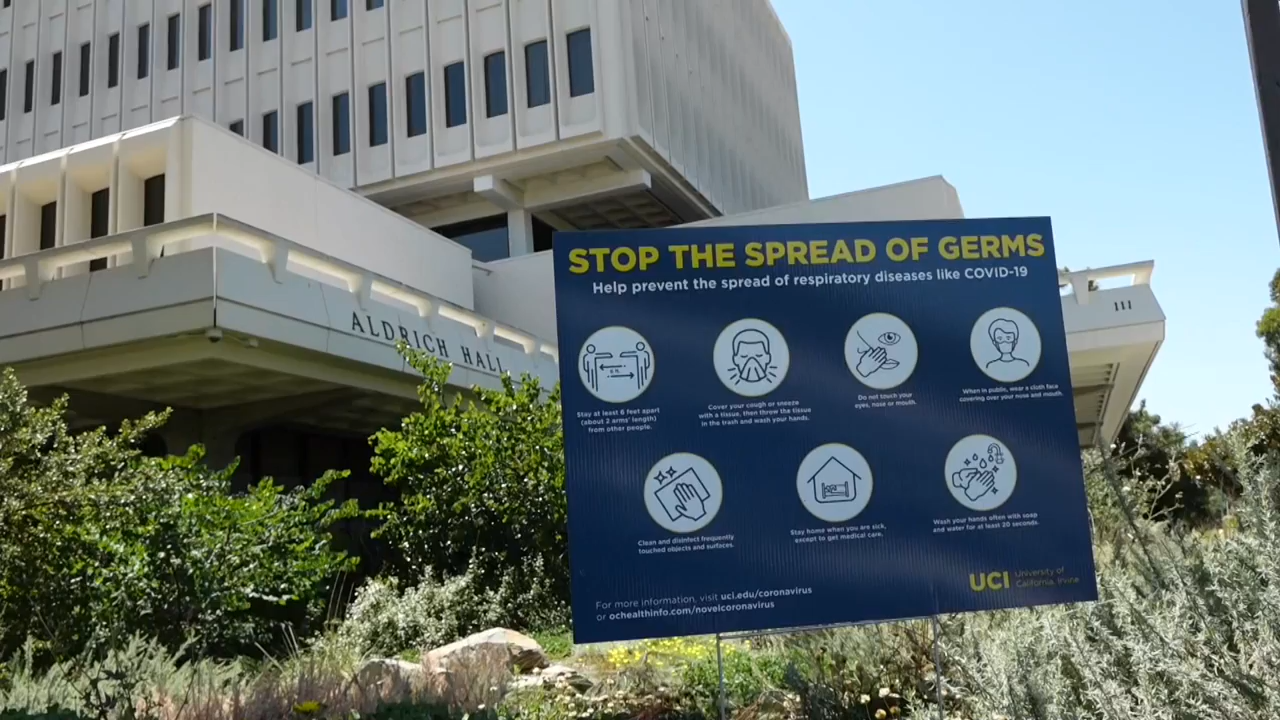 ALDRICH HALL
111
STOP THE SPREAD OF GERMS
Help prevent the spread of respiratory diseases like COVID-19
6 ft.
Stay at least 6 feet apart
(about 2 arms' length)
from other people.
Cover your cough or sneeze
with a tissue, then throw the tissue
in the trash and wash your hands.
Do not touch your
eyes, nose or mouth.
When in public, wear a cloth face
covering over your nose and mouth.
Clean and disinfect frequently
touched objects and surfaces.
Stay home when you are sick,
except to get medical care.
Wash your hands often with soap
and water for at least 20 seconds.
For more information, visit uci.edu/coronavirus
or ochealthinfo.com/novelcoronavirus
UCI University of
California, Irvine